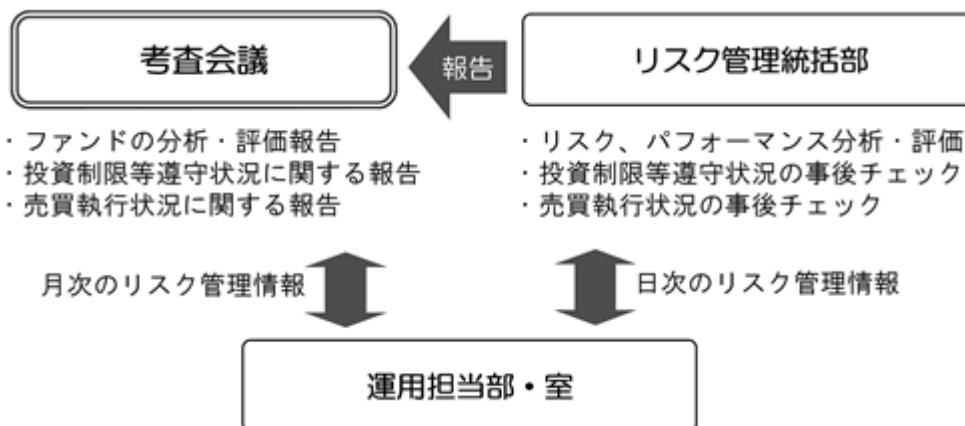 考査会議
報告
リスク管理統括部
・ファンドの分析・評価報告
・投資制限等遵守状況に関する報告
・売買執行状況に関する報告
・リスク、パフォーマンス分析・評価
・投資制限等遵守状況の事後チェック
・売買執行状況の事後チェック
月次のリスク管理情報
日次のリスク管理情報
運用担当部・室